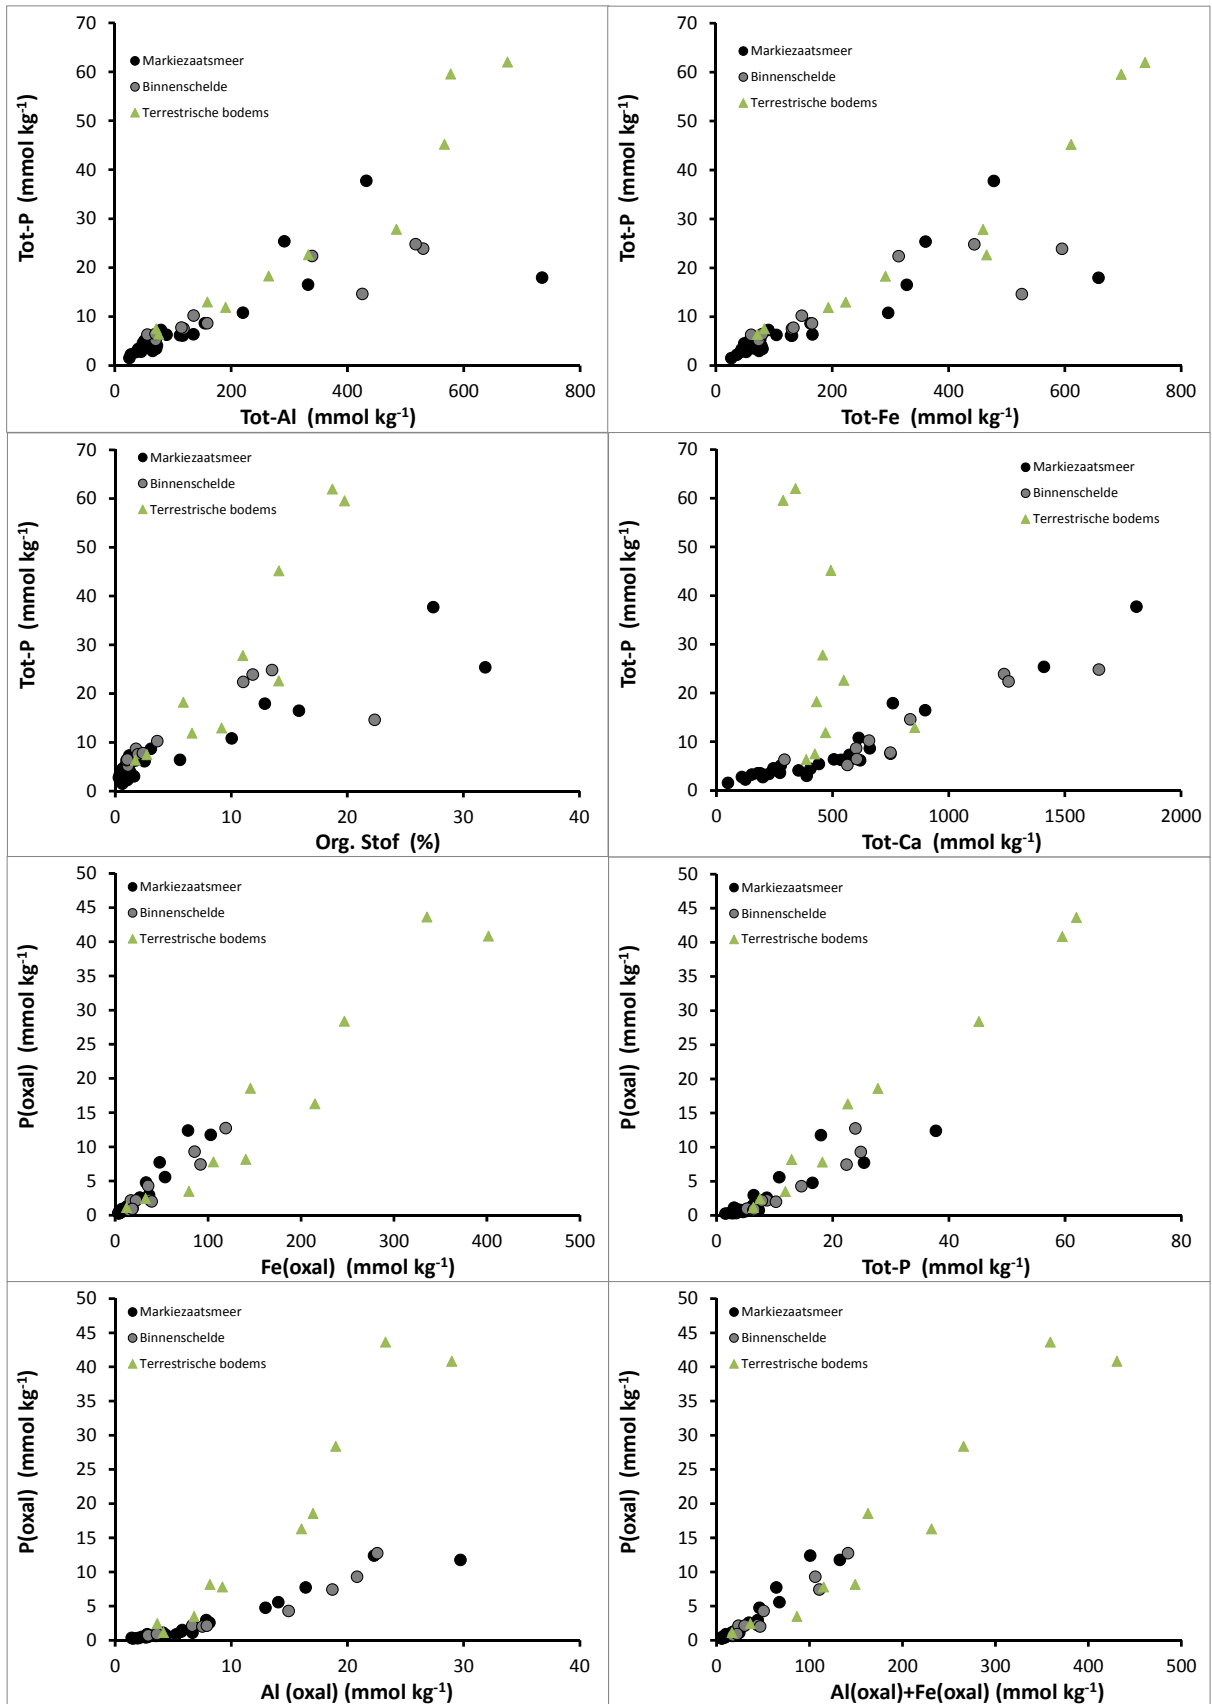 70
60
50
40
30
20
10
0
Tot-P (mmol kg-1)
Markiezaatsmeer
Binnenschelde
Terrestrische bodems
0 200 400 600 800
Tot-Al (mmol kg-1)
70
60
50
40
30
20
10
0
Tot-P (mmol kg-1)
Markiezaatsmeer
Binnenschelde
Terrestrische bodems
0 200 400 600 800
Tot-Fe (mmol kg-1)
70
60
50
40
30
20
10
0
Tot-P (mmol kg-1)
Markiezaatsmeer
Binnenschelde
Terrestrische bodems
0 10 20 30 40
Org. Stof (%)
70
60
50
40
30
20
10
0
Tot-P (mmol kg-1)
Markiezaatsmeer
Binnenschelde
Terrestrische bodems
0 500 1000 1500 2000
Tot-Ca (mmol kg-1)
50
45
40
35
30
25
20
15
10
5
0
P(oxal) (mmol kg-1)
Markiezaatsmeer
Binnenschelde
Terrestrische bodems
0 100 200 300 400 500
Fe(oxal) (mmol kg-1)
50
45
40
35
30
25
20
15
10
5
0
P(oxal) (mmol kg-1)
Markiezaatsmeer
Binnenschelde
Terrestrische bodems
0 20 40 60 80
Tot-P (mmol kg-1)
50
45
40
35
30
25
20
15
10
5
0
P(oxal) (mmol kg-1)
Markiezaatsmeer
Binnenschelde
Terrestrische bodems
0 10 20 30 40
Al (oxal) (mmol kg-1)
50
45
40
35
30
25
20
15
10
5
0
P(oxal) (mmol kg-1)
Markiezaatsmeer
Binnenschelde
Terrestrische bodems
0 100 200 300 400 500
Al(oxal)+Fe(oxal) (mmol kg-1)